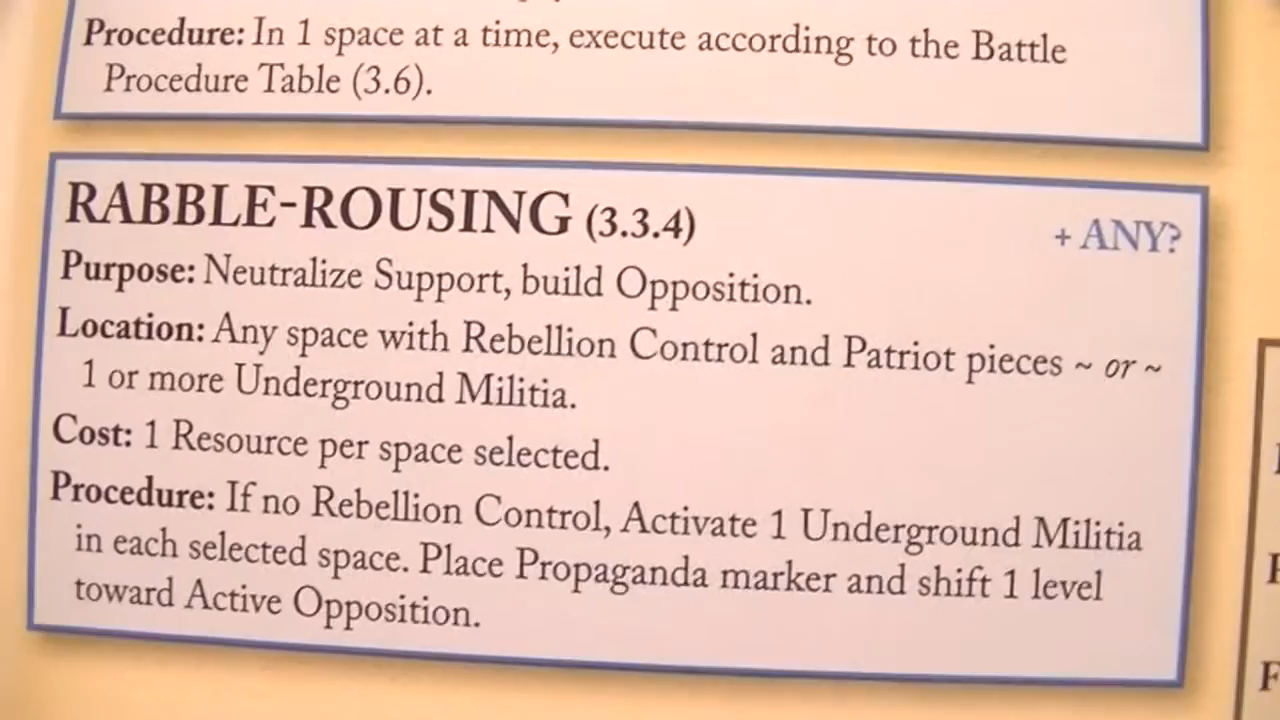 Procedure: In 1 space at a time, execute according to the Battle
Procedure Table (3.6).
RABBLE-ROUSING (3.3.4)
+ ANY?
Purpose: Neutralize Support, build Opposition.
Location: Any space with Rebellion Control and Patriot pieces ~ or ~
1 or more Underground Militia.
Cost: 1 Resource per space selected.
Procedure: If no Rebellion Control, Activate 1 Underground Militia
in each selected space. Place Propaganda marker and shift 1 level
toward Active Opposition.